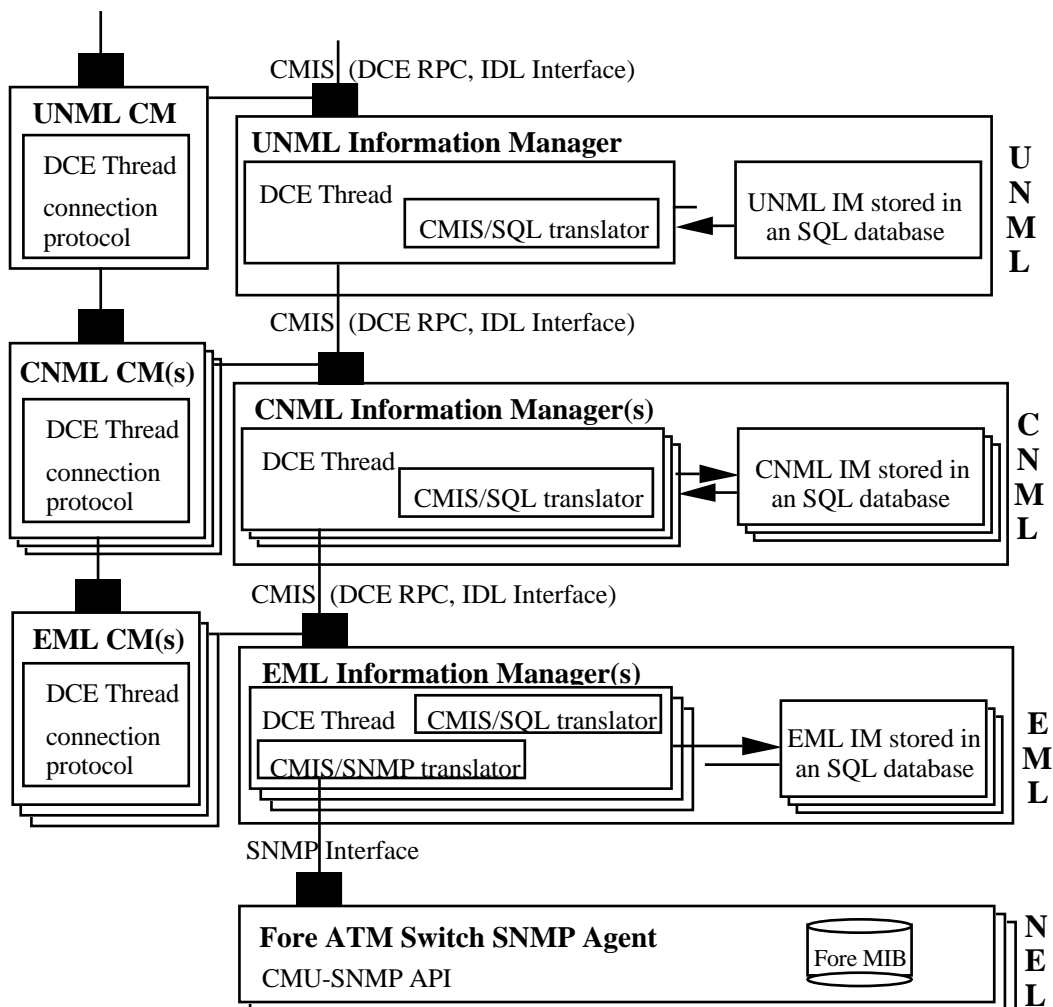 CMIS (DCE RPC, IDL Interface)
UNML CM
DCE Thread
connection
protocol
UNML Information Manager
DCE Thread
CMIS/SQL translator
UNML IM stored in
an SQL database
U
N
M
L
CMIS (DCE RPC, IDL Interface)
CNML CM(s)
DCE Thread
connection
protocol
CNML Information Manager(s)
DCE Thread
CMIS/SQL translator
CNML IM stored in
an SQL database
C
N
M
L
CMIS (DCE RPC, IDL Interface)
EML CM(s)
DCE Thread
connection
protocol
EML Information Manager(s)
DCE Thread
CMIS/SQL translator
CMIS/SNMP translator
EML IM stored in
an SQL database
E
M
L
SNMP Interface
Fore ATM Switch SNMP Agent
CMU-SNMP API
Fore MIB
N
E
L